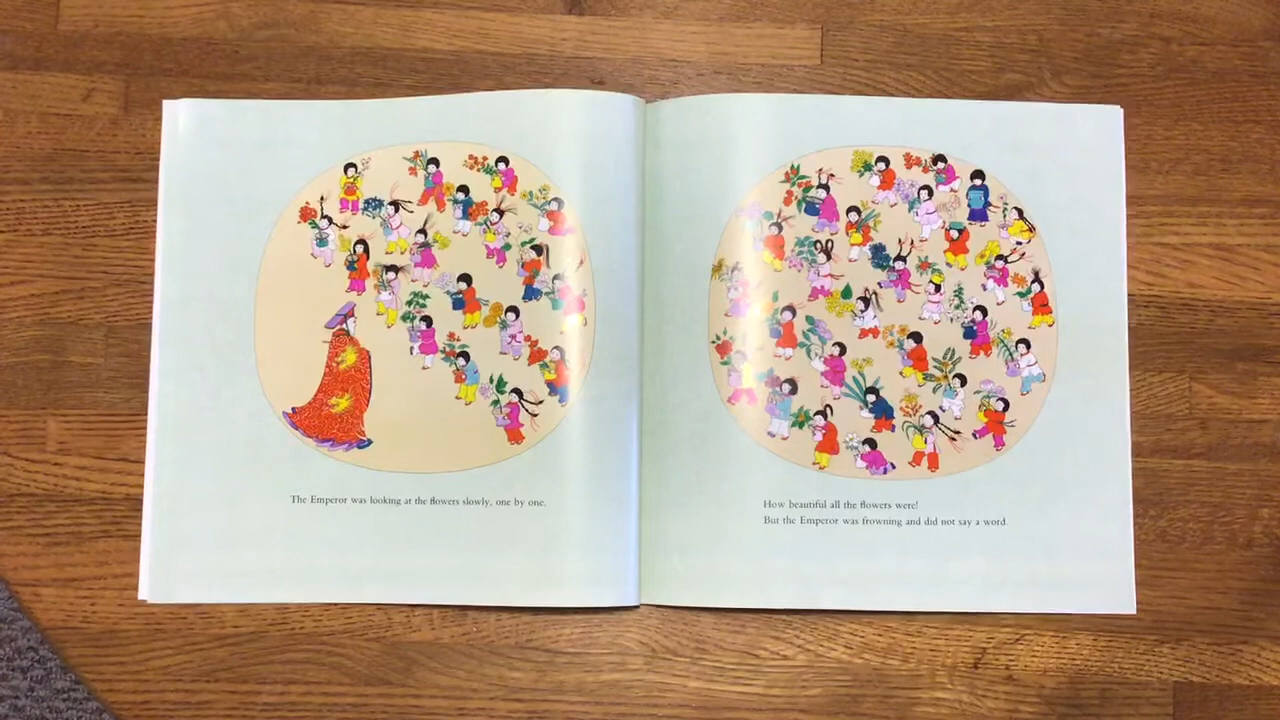 The Emperor was looking at the flowers slowly, one by one.
How beautiful all the flowers were!
But the Emperor was frowning and did not say a word.